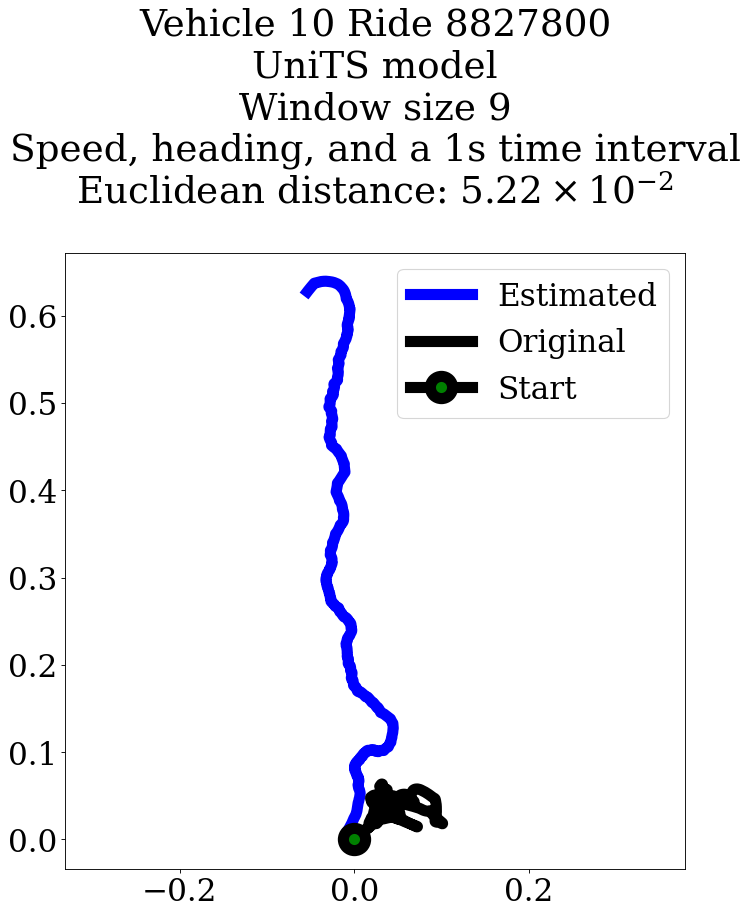 Vehicle 10 Ride 8827800
UniTS model
Window size 9
Speed, heading, and a 1s time interval
Euclidean distance: 5.22 × 10⁻²
Estimated
Original
Start
0.6
0.5
0.4
0.3
0.2
0.1
0.0
−0.2 0.0 0.2